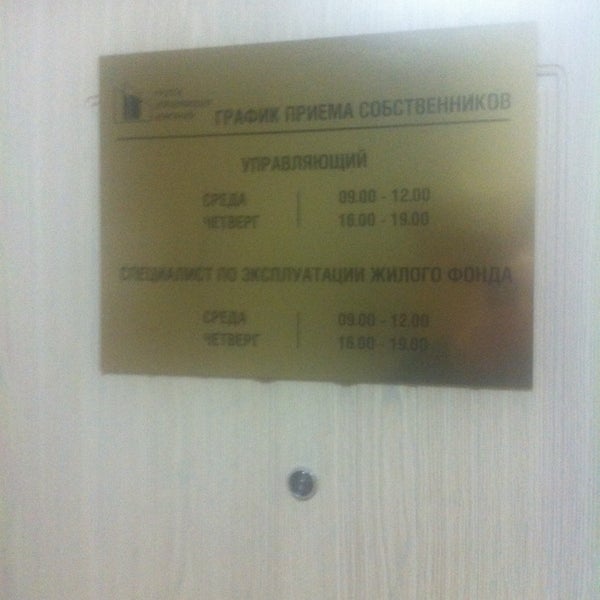 ГРАФИК ПРИЕМА СОБСТВЕННИКОВ
УПРАВЛЯЮЩИЙ
СРЕДА 09.00 - 12.00
ЧЕТВЕРГ 16.00 - 19.00
СПЕЦИАЛИСТ ПО ЭКСПЛУАТАЦИИ ЖИЛОГО ФОНДА
СРЕДА 09.00 - 12.00
ЧЕТВЕРГ 16.00 - 19.00